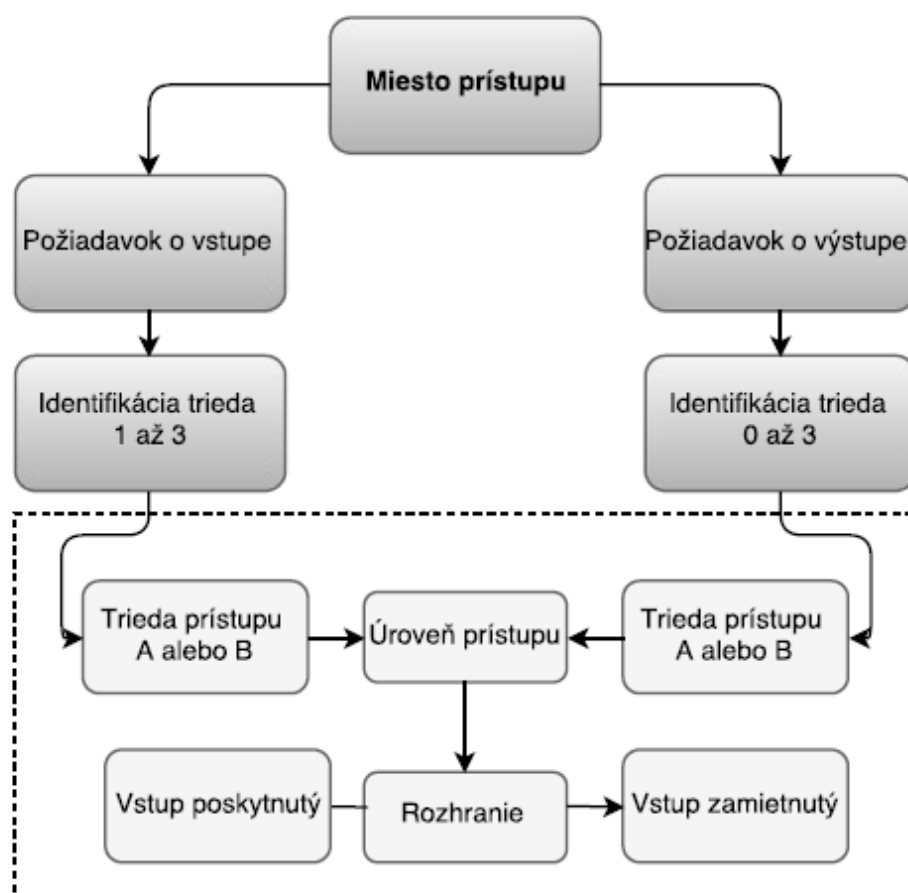 Miesto prístupu
Požiadavok o vstupe
Požiadavok o výstupe
Identifikácia trieda
1 až 3
Identifikácia trieda
0 až 3
Trieda prístupu
A alebo B
Úroveň prístupu
Trieda prístupu
A alebo B
Vstup poskytnutý
Rozhranie
Vstup zamietnutý